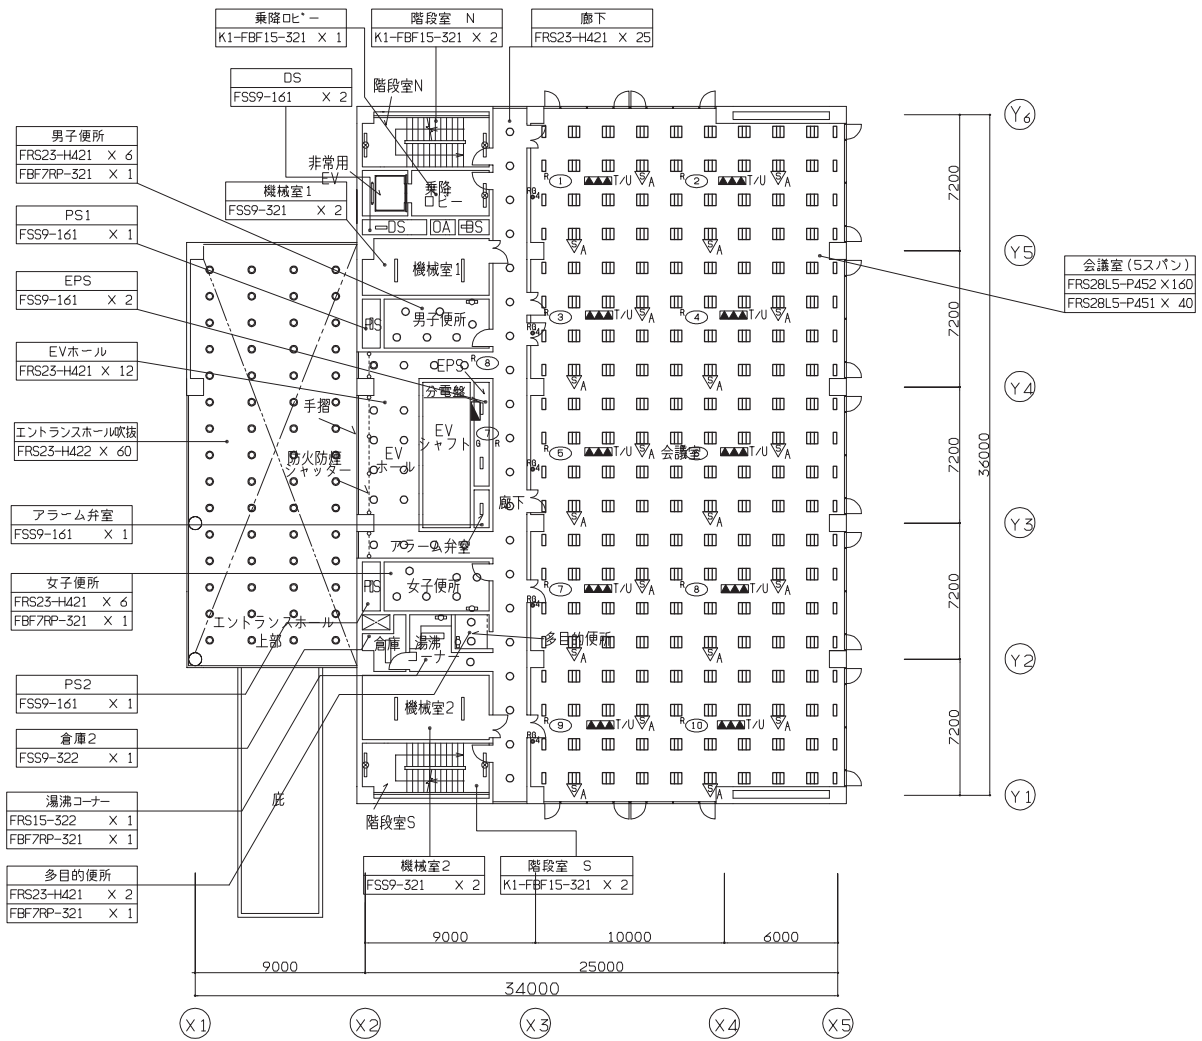 乗降ロビー
K1-FBF15-321 X 1
階段室 N
K1-FBF15-321 X 2
廊下
FRS23-H421 X 25
DS
FSS9-161 X 2
階段室N
男子便所
FRS23-H421 X 6
FBF7RP-321 X 1
機械室1
FSS9-321 X 2
非常用
EV
乗降
ロビー
PS1
FSS9-161 X 1
DS
OA
機械室1
EPS
FSS9-161 X 2
男子便所
EVホール
FRS23-H421 X 12
EPS
分電盤
手摺
EV
シャフト
EV
ホール
エントランスホール吹抜
FRS23-H422 X 60
防火防煙
シャッター
会議室
廊下
アラーム弁室
FSS9-161 X 1
アラーム弁室
女子便所
FRS23-H421 X 6
FBF7RP-321 X 1
女子便所
エントランスホール
上部
倉庫
湯沸
コーナー
多目的便所
PS2
FSS9-161 X 1
機械室2
倉庫2
FSS9-322 X 1
庇
階段室S
湯沸コーナー
FRS15-322 X 1
FBF7RP-321 X 1
多目的便所
FRS23-H421 X 2
FBF7RP-321 X 1
機械室2
FSS9-321 X 2
階段室 S
K1-FBF15-321 X 2
会議室(5スパン)
FRS28L5-P452 X160
FRS28L5-P451 X 40
R 1 T/U S A
R 2 T/U S A
R 3 T/U S A
R 4 T/U S A
R 5 T/U S A
T/U S A
R 7 T/U S A
R 8 T/U S A
R 9 T/U S A
R 10 T/U S A
R 8
7
G R
Y6
7200
Y5
7200
Y4
7200
36000
Y3
7200
Y2
7200
Y1
9000
10000
6000
9000
25000
34000
X1
X2
X3
X4
X5